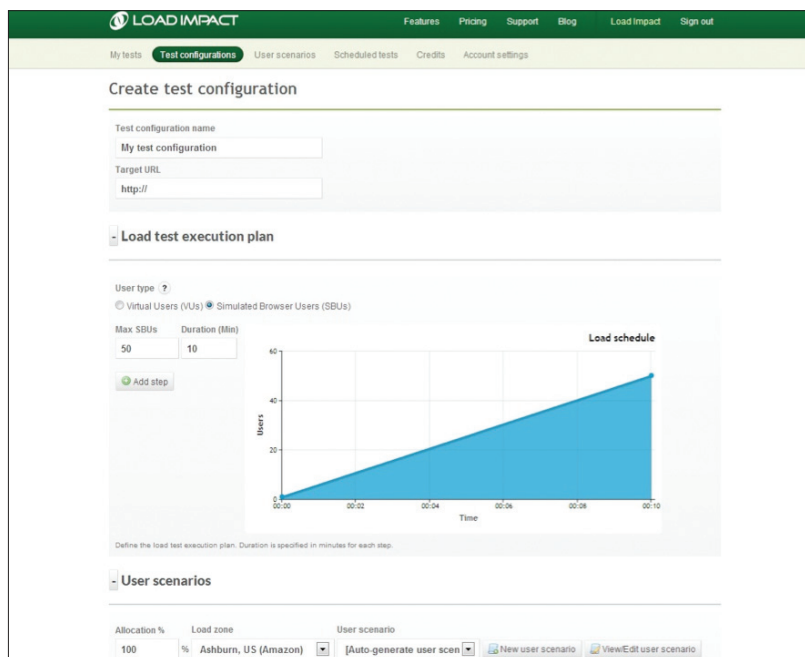 LOAD IMPACT
Features Pricing Support Blog Load Impact Sign out
My tests Test configurations User scenarios Scheduled tests Credits Account settings
Create test configuration
Test configuration name
My test configuration
Target URL
http://
- Load test execution plan
User type ?
Virtual Users (VUs) Simulated Browser Users (SBUs)
Max SBUs Duration (Min)
50 10
Add step
Load schedule
60
40
20
0
Users
00:00 00:02 00:04 00:06 00:08 00:10
Time
Define the load test execution plan. Duration is specified in minutes for each step.
- User scenarios
Allocation % Load zone User scenario
100 % Ashburn, US (Amazon) [Auto-generate user scen New user scenario View/Edit user scenario